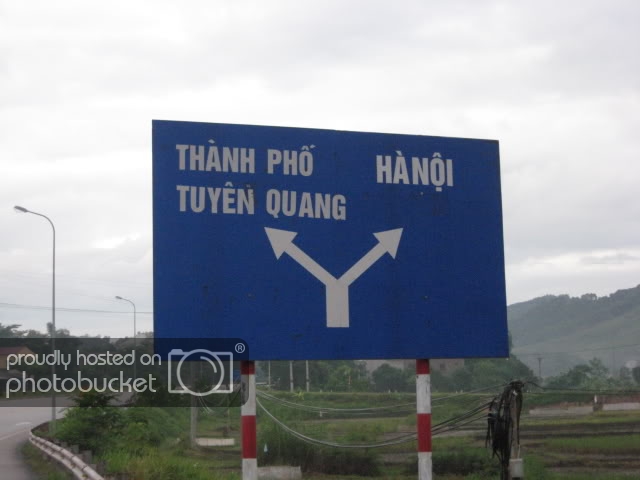 THÀNH PHỐ
TUYÊN QUANG
HÀNỘI
proudly hosted on
photobucket
®